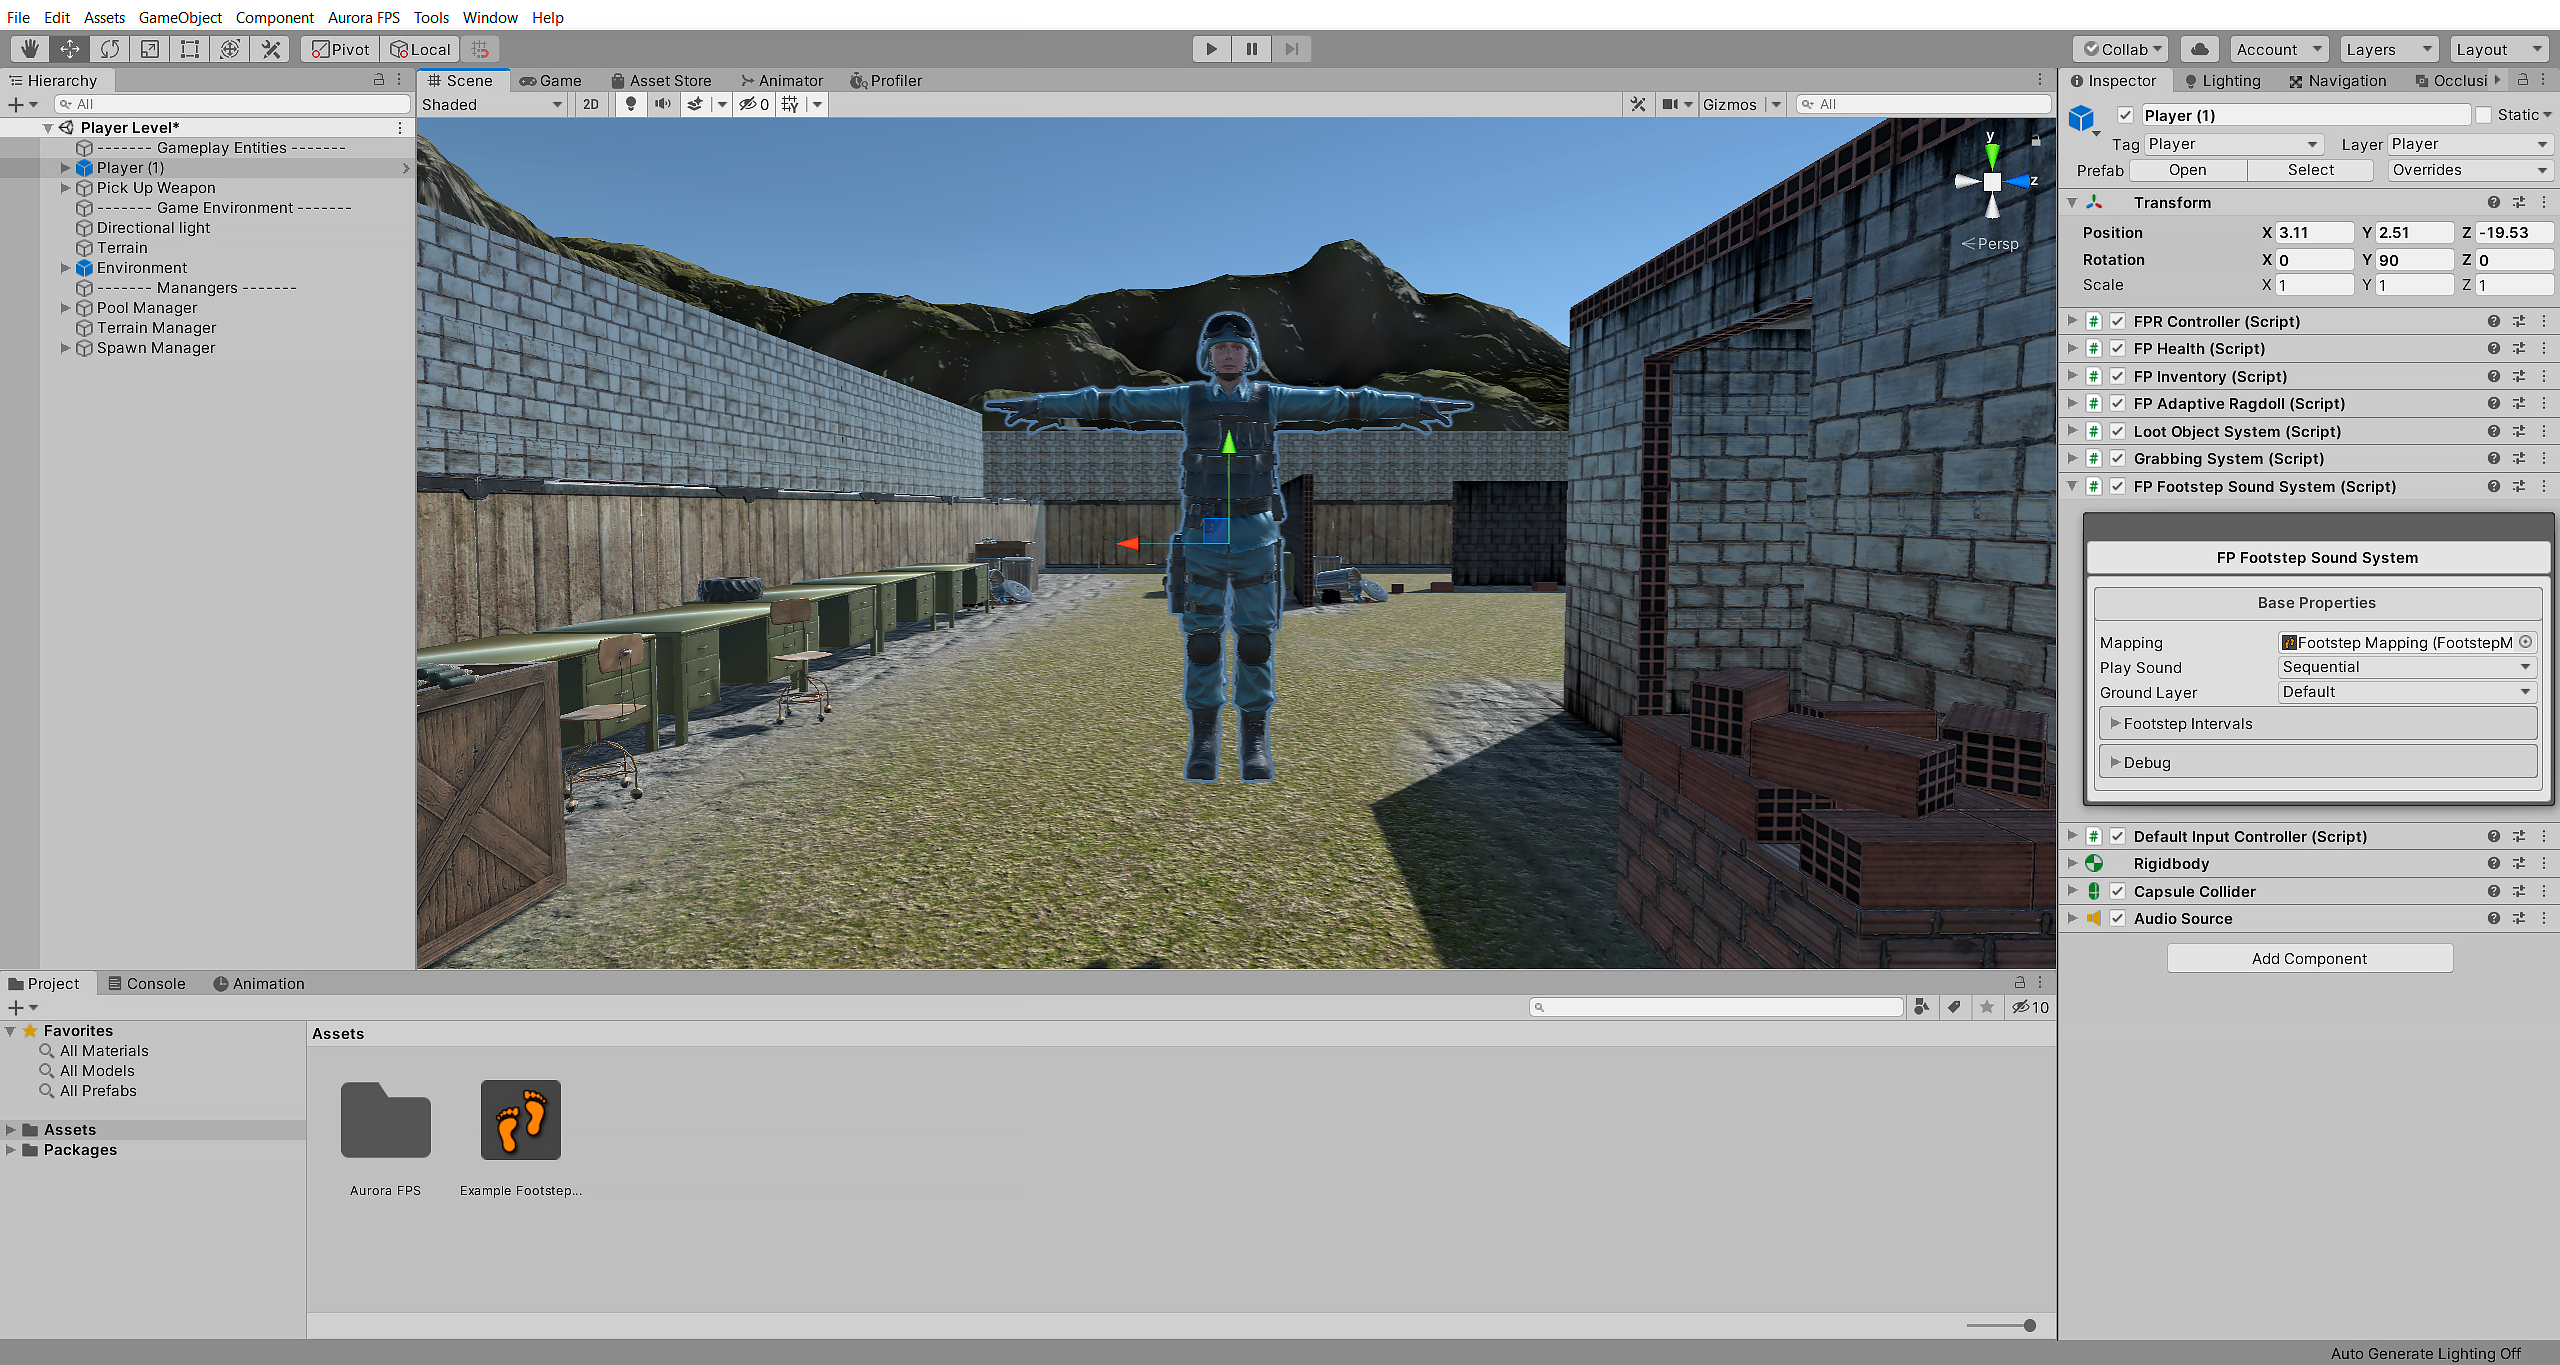 File Edit Assets GameObject Component Aurora FPS Tools Window Help
Pivot Local
Collab Account Layers Layout
Hierarchy
All
Player Level*
------- Gameplay Entities -------
Player (1)
Pick Up Weapon
------- Game Environment -------
Directional light
Terrain
Environment
------- Manangers -------
Pool Manager
Terrain Manager
Spawn Manager
Scene Game Asset Store Animator Profiler
Shaded 2D 0 Gizmos All
y
z
Persp
Inspector Lighting Navigation Occlusi
Player (1) Static
Tag Player Layer Player
Prefab Open Select Overrides
Transform
Position X 3.11 Y 2.51 Z -19.53
Rotation X 0 Y 90 Z 0
Scale X 1 Y 1 Z 1
# FPR Controller (Script)
# FP Health (Script)
# FP Inventory (Script)
# FP Adaptive Ragdoll (Script)
# Loot Object System (Script)
# Grabbing System (Script)
# FP Footstep Sound System (Script)
FP Footstep Sound System
Base Properties
Mapping Footstep Mapping (FootstepM
Play Sound Sequential
Ground Layer Default
Footstep Intervals
Debug
# Default Input Controller (Script)
Rigidbody
Capsule Collider
Audio Source
Add Component
Project Console Animation
10
Favorites
All Materials
All Models
All Prefabs
Assets
Packages
Assets
Aurora FPS Example Footstep...
Auto Generate Lighting Off